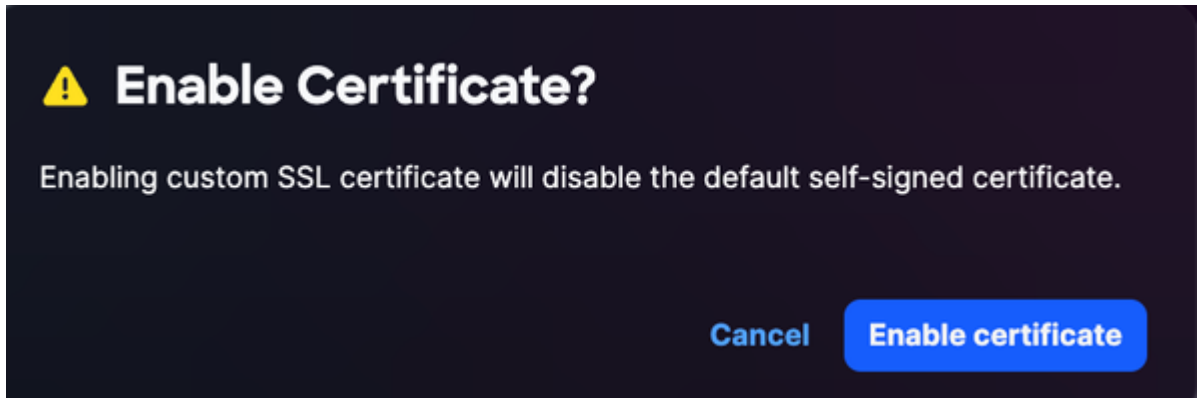 Enable Certificate?
Enabling custom SSL certificate will disable the default self-signed certificate.
Cancel
Enable certificate